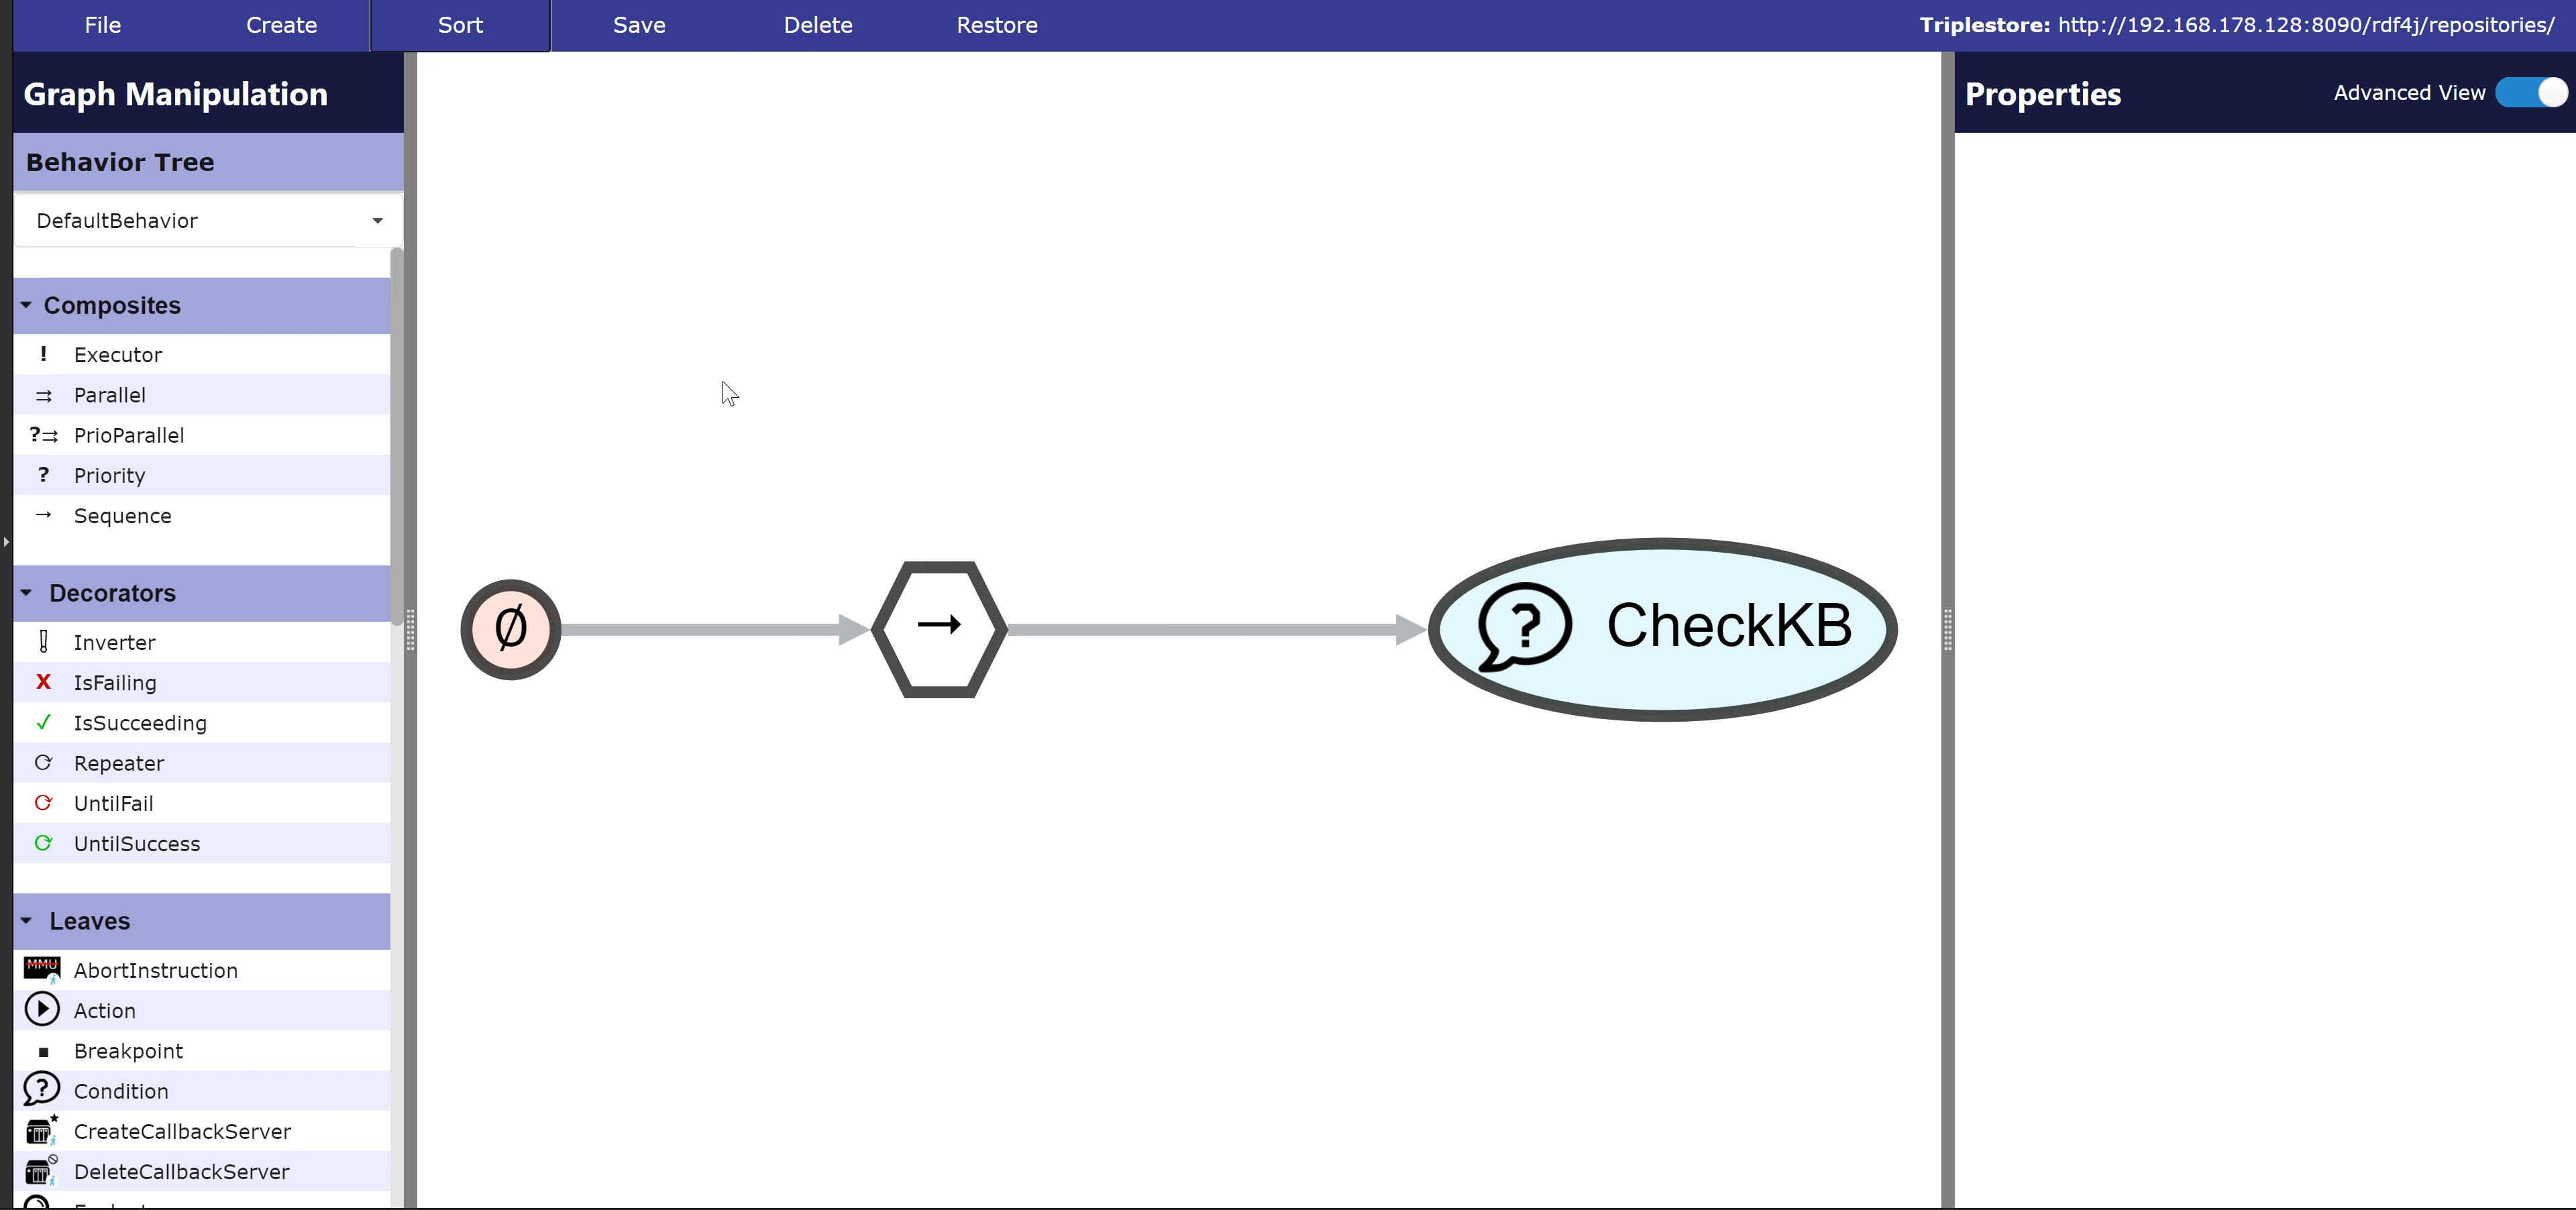 File Create Sort Save Delete Restore Triplestore: http://192.168.178.128:8090/rdf4j/repositories/
Graph Manipulation
Behavior Tree
DefaultBehavior
Composites
! Executor
⇉ Parallel
?⇉ PrioParallel
? Priority
→ Sequence
Decorators
Inverter
X IsFailing
✓ IsSucceeding
⟳ Repeater
⟳ UntilFail
⟳ UntilSuccess
Leaves
MMU AbortInstruction
Action
■ Breakpoint
? Condition
CreateCallbackServer
DeleteCallbackServer
Ø → ? CheckKB
Properties Advanced View